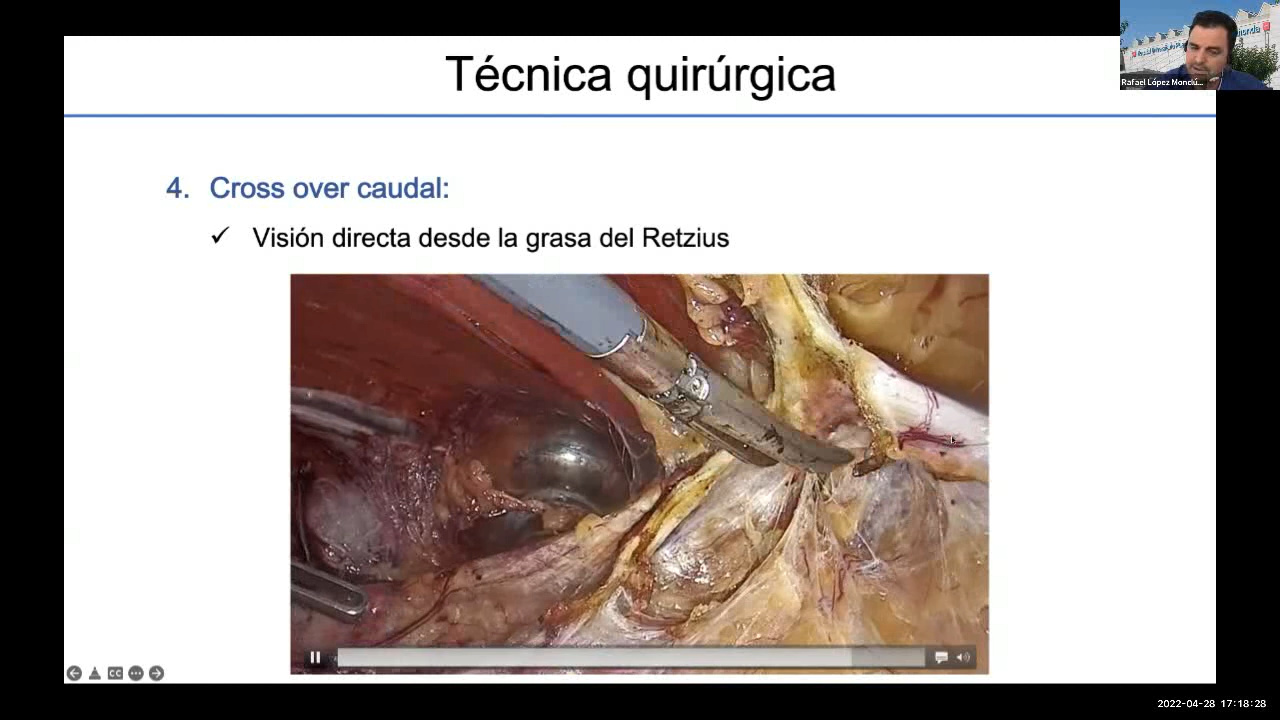 Técnica quirúrgica
Rafael López Monclú...
4. Cross over caudal:
✓ Visión directa desde la grasa del Retzius
CC
2022-04-28 17:18:28